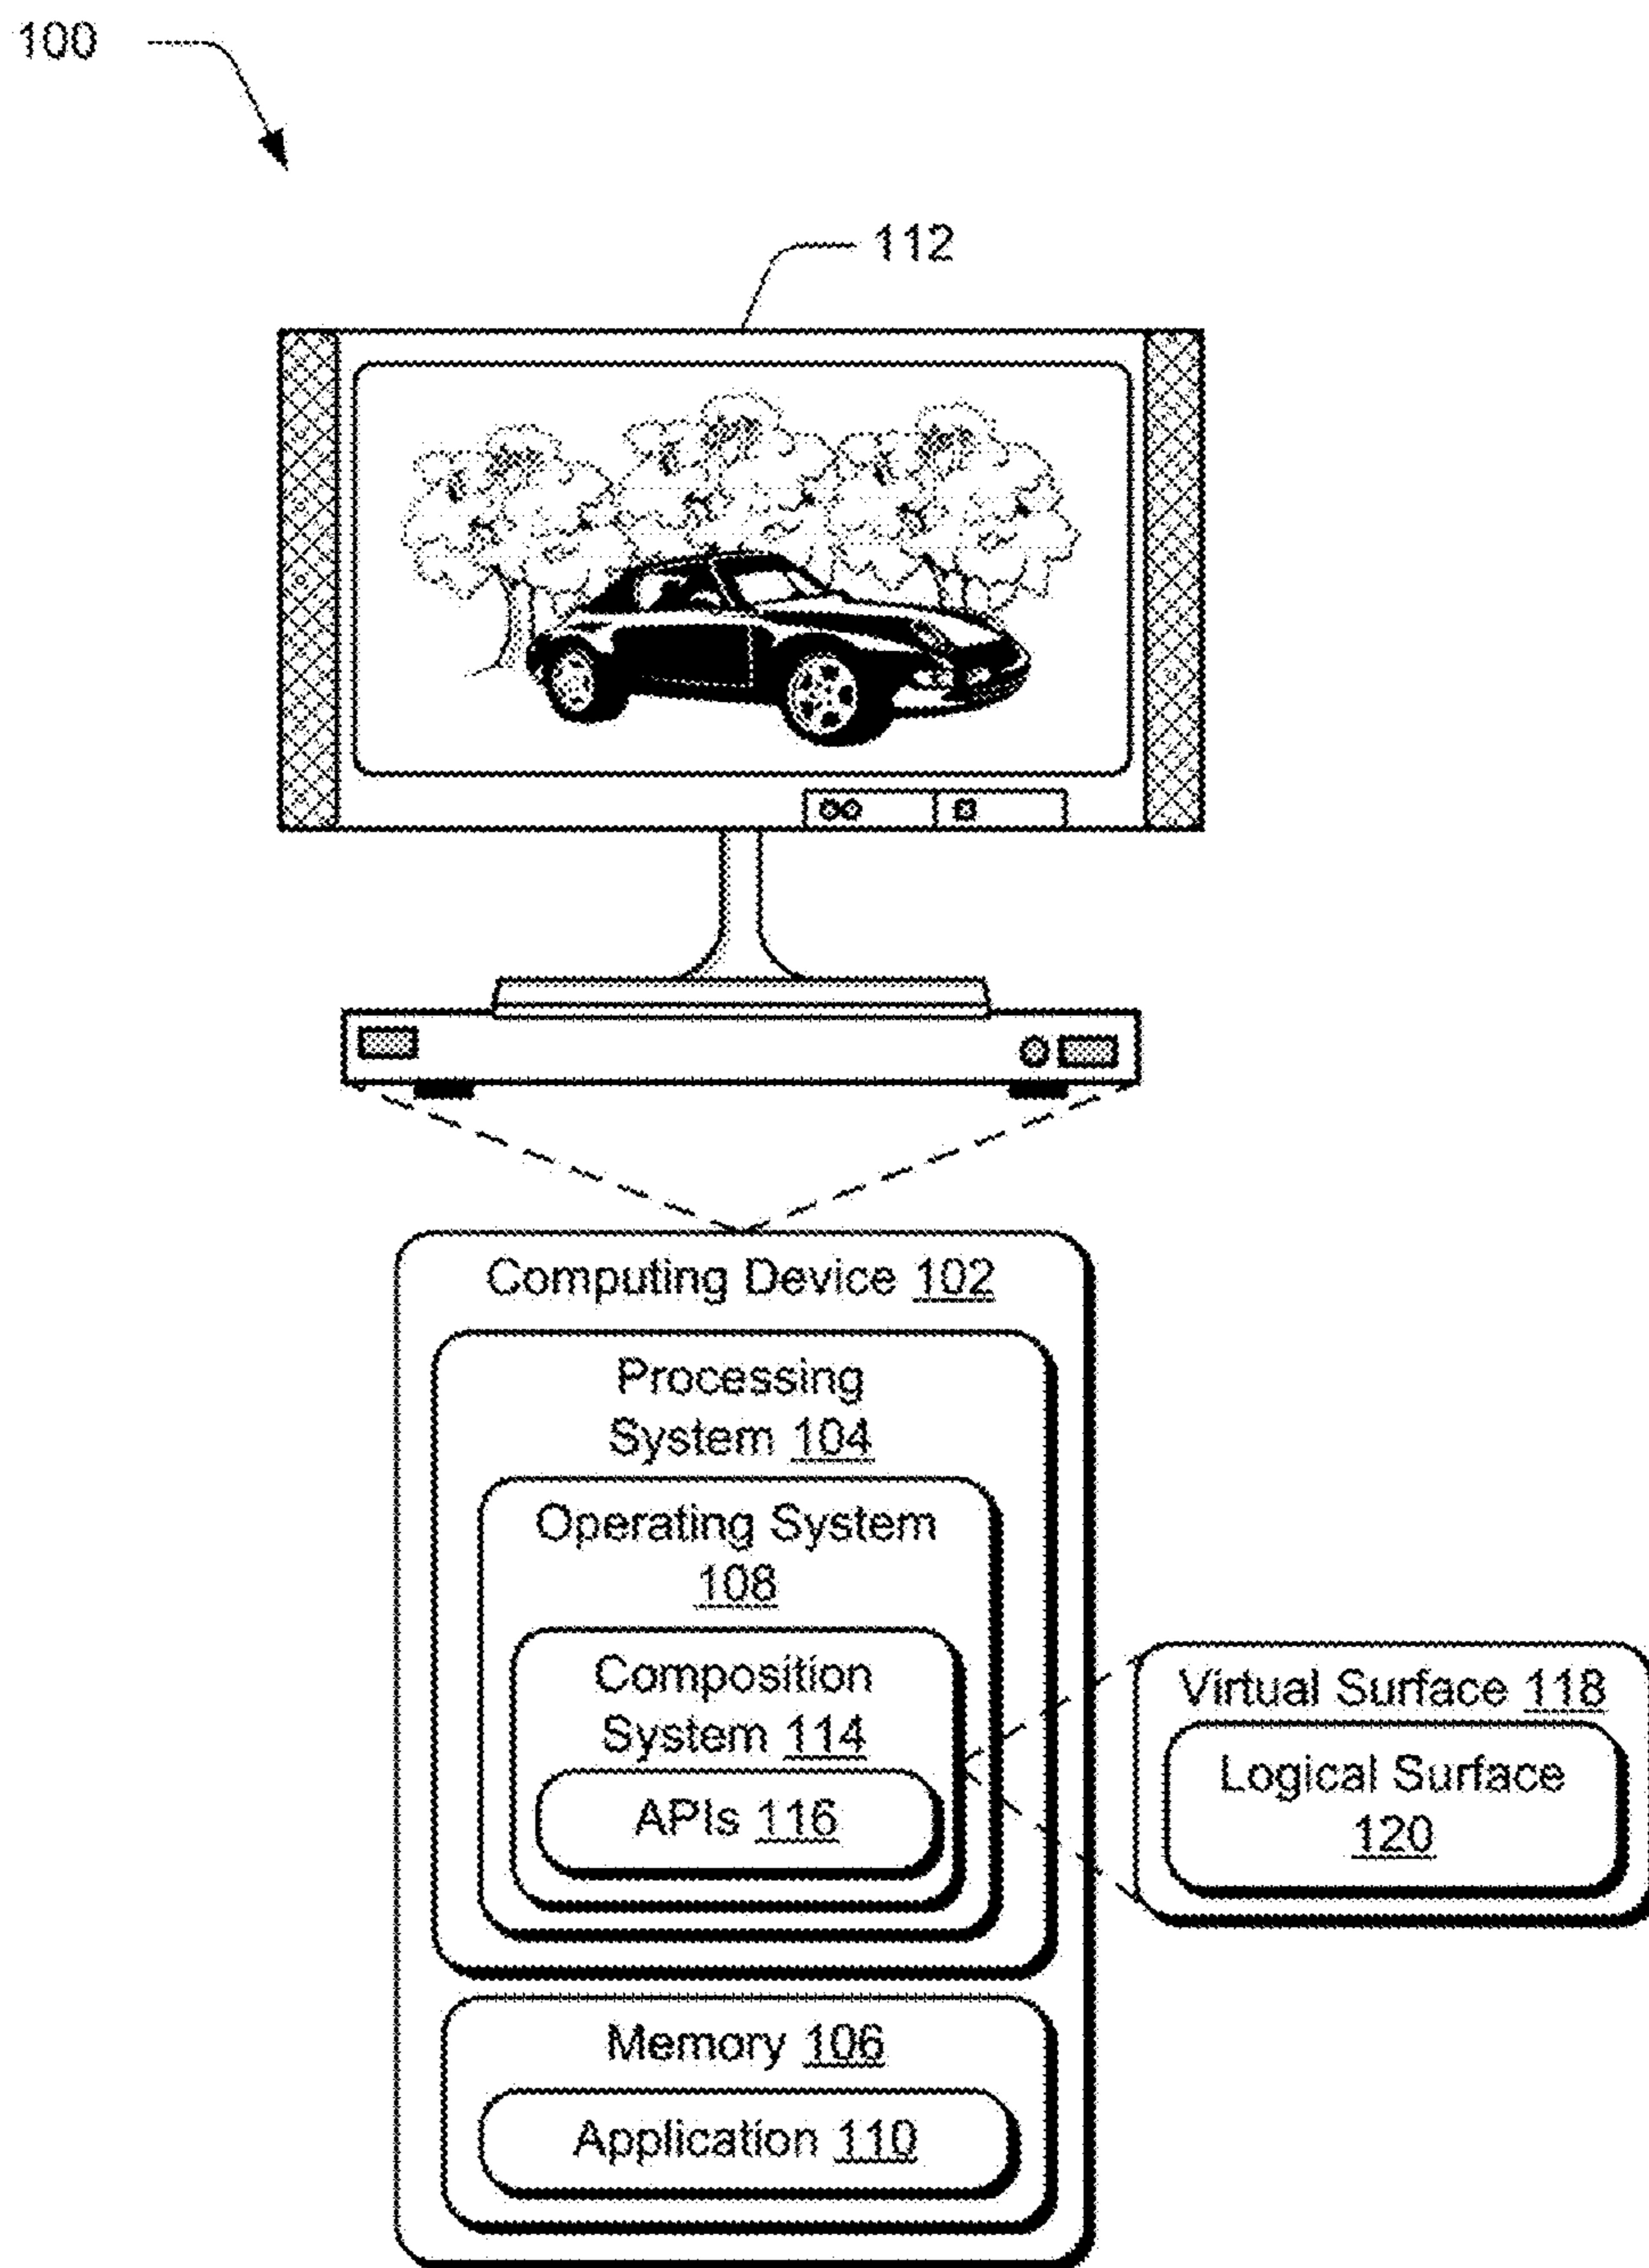 100
112
Computing Device 102
Processing
System 104
Operating System
108
Composition
System 114
APIs 116
Virtual Surface 118
Logical Surface
120
Memory 106
Application 110